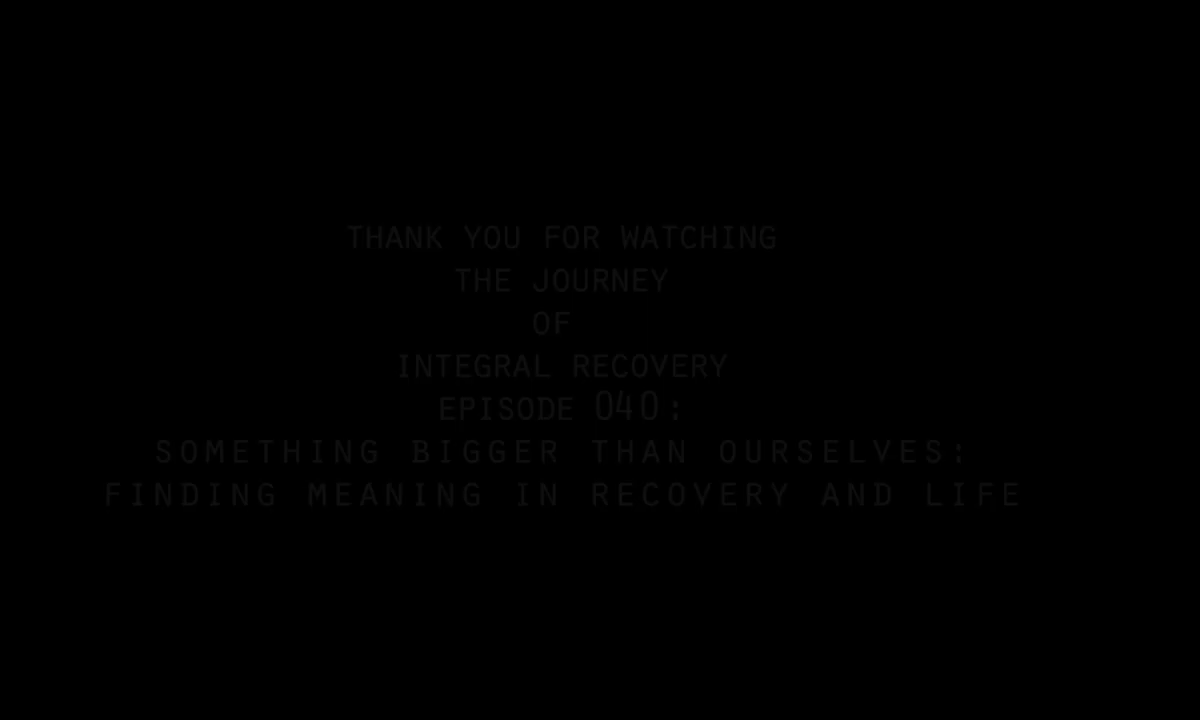 THANK YOU FOR WATCHING
THE JOURNEY
OF
INTEGRAL RECOVERY
EPISODE 040:
SOMETHING BIGGER THAN OURSELVES:
FINDING MEANING IN RECOVERY AND LIFE